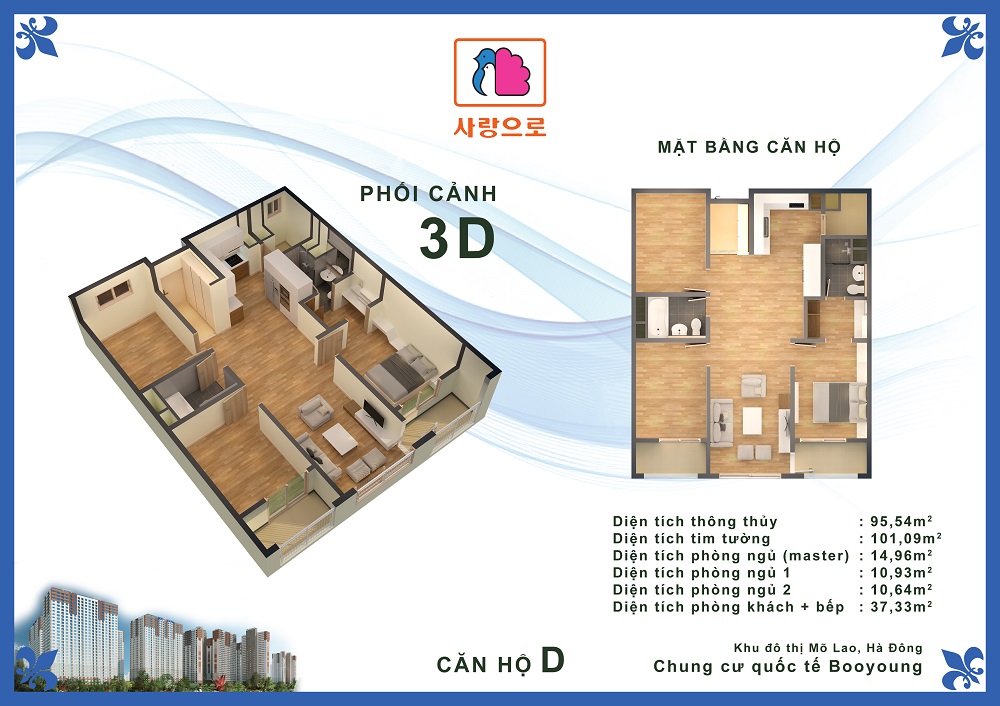 사랑으로
PHỐI CẢNH
3D
MẶT BẰNG CĂN HỘ
Diện tích thông thủy : 95,54m²
Diện tích tim tường : 101,09m²
Diện tích phòng ngủ (master) : 14,96m²
Diện tích phòng ngủ 1 : 10,93m²
Diện tích phòng ngủ 2 : 10,64m²
Diện tích phòng khách + bếp : 37,33m²
CĂN HỘ D
Khu đô thị Mõ Lao, Hà Đông
Chung cư quốc tế Booyoung